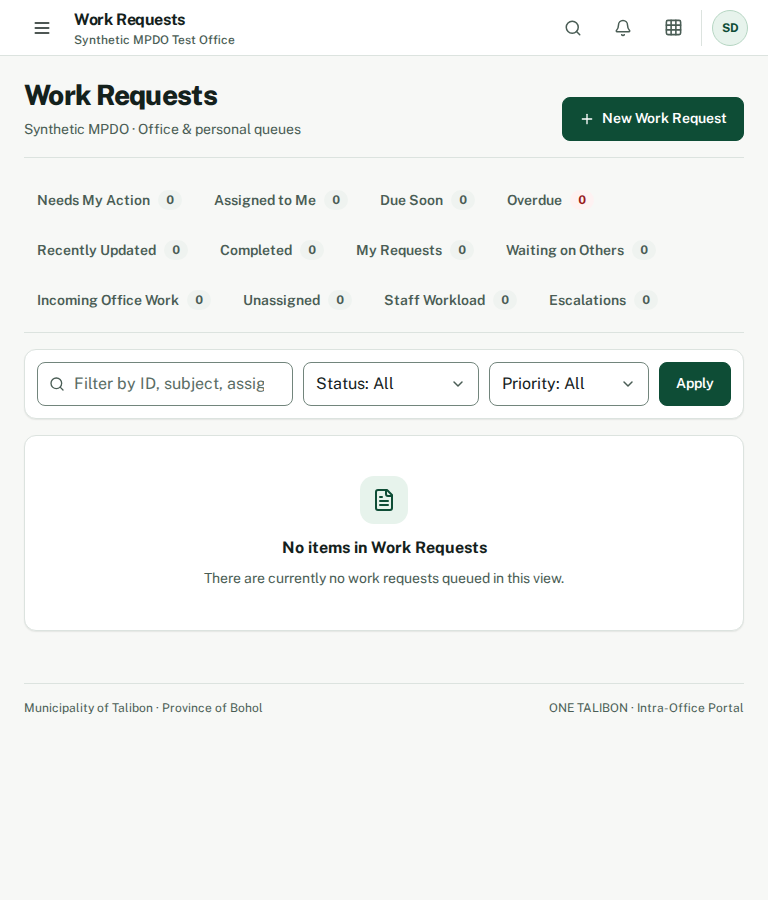 Work Requests
Synthetic MPDO Test Office
SD
Work Requests
Synthetic MPDO · Office & personal queues
New Work Request
Needs My Action 0 Assigned to Me 0 Due Soon 0 Overdue 0
Recently Updated 0 Completed 0 My Requests 0 Waiting on Others 0
Incoming Office Work 0 Unassigned 0 Staff Workload 0 Escalations 0
Filter by ID, subject, assig Status: All Priority: All Apply
No items in Work Requests
There are currently no work requests queued in this view.
Municipality of Talibon · Province of Bohol ONE TALIBON · Intra-Office Portal